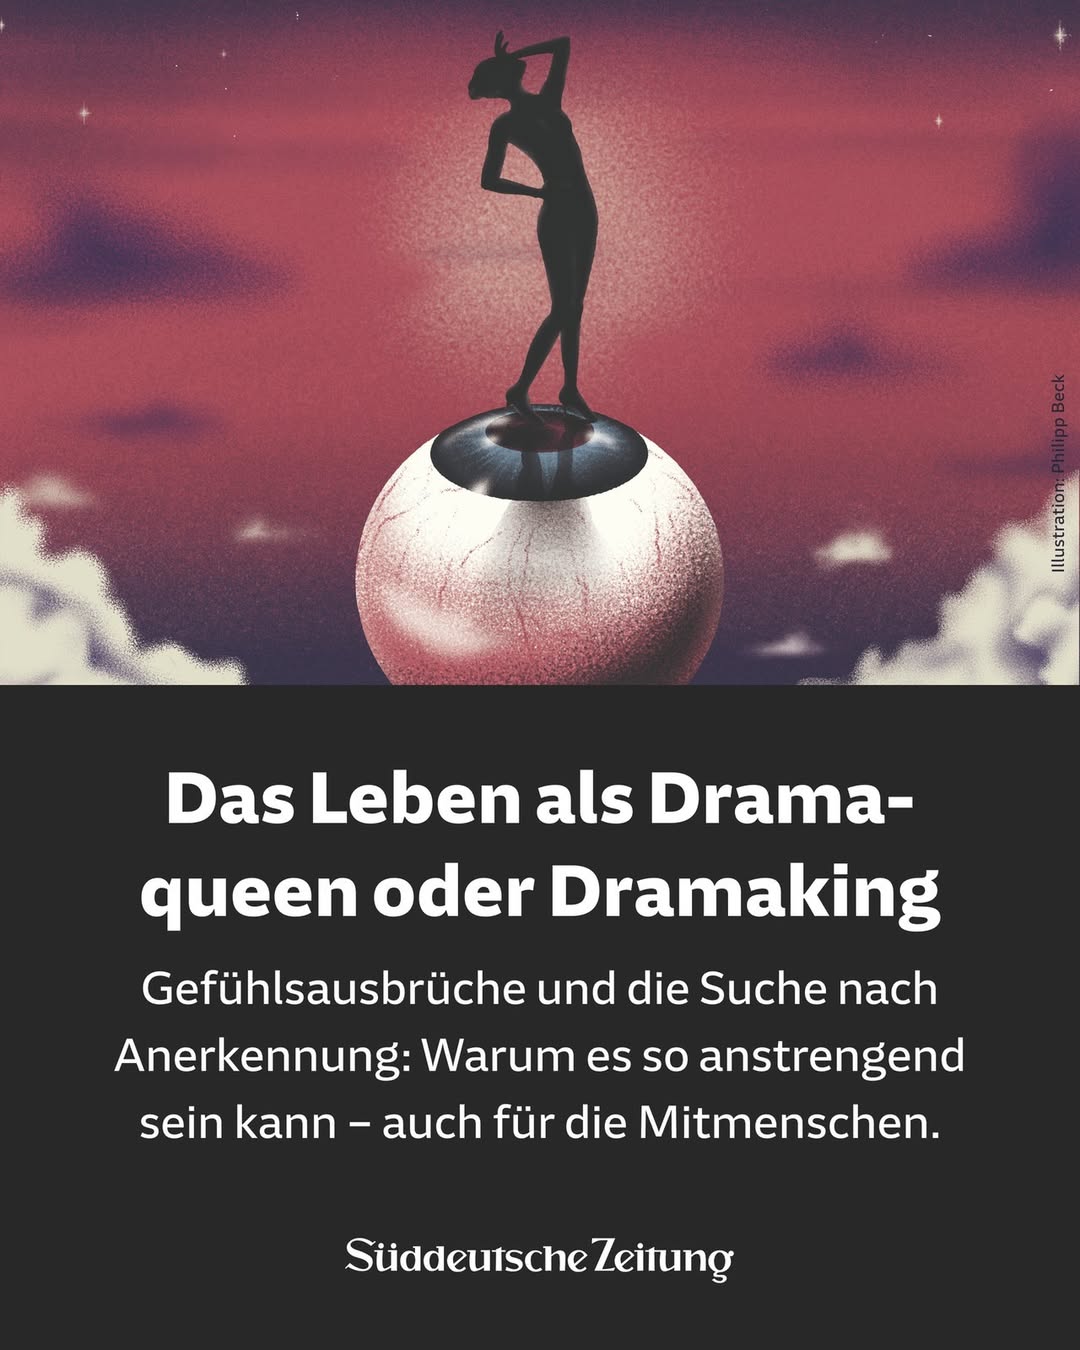 Illustration: Philipp Beck
Das Leben als Drama-
queen oder Dramaking
Gefühlsausbrüche und die Suche nach
Anerkennung: Warum es so anstrengend
sein kann – auch für die Mitmenschen.
Süddeutsche Zeitung